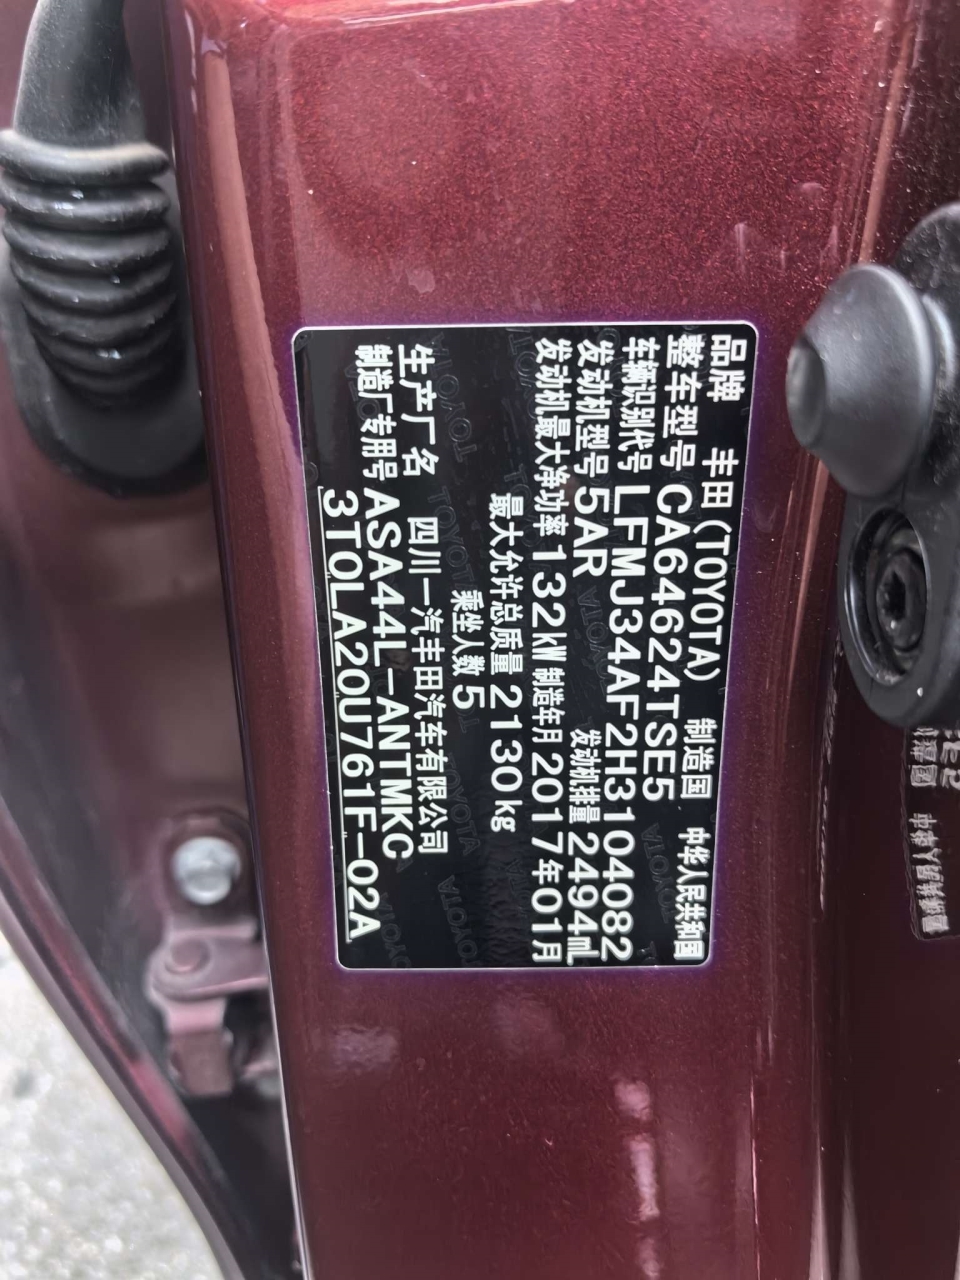 品牌 丰田(TOYOTA) 制造国 中华人民共和国
整车型号 CA64624TSE5
车辆识别代号 LFMJ34AF2H3104082
发动机型号 5AR 发动机排量 2494mL
发动机最大净功率 132kW 制造年月 2017年01月
最大允许总质量 2130kg
乘坐人数 5
生产厂名 四川一汽丰田汽车有限公司
制造厂专用号 ASA44L-ANTMKC
3TOLA20U761F-02A